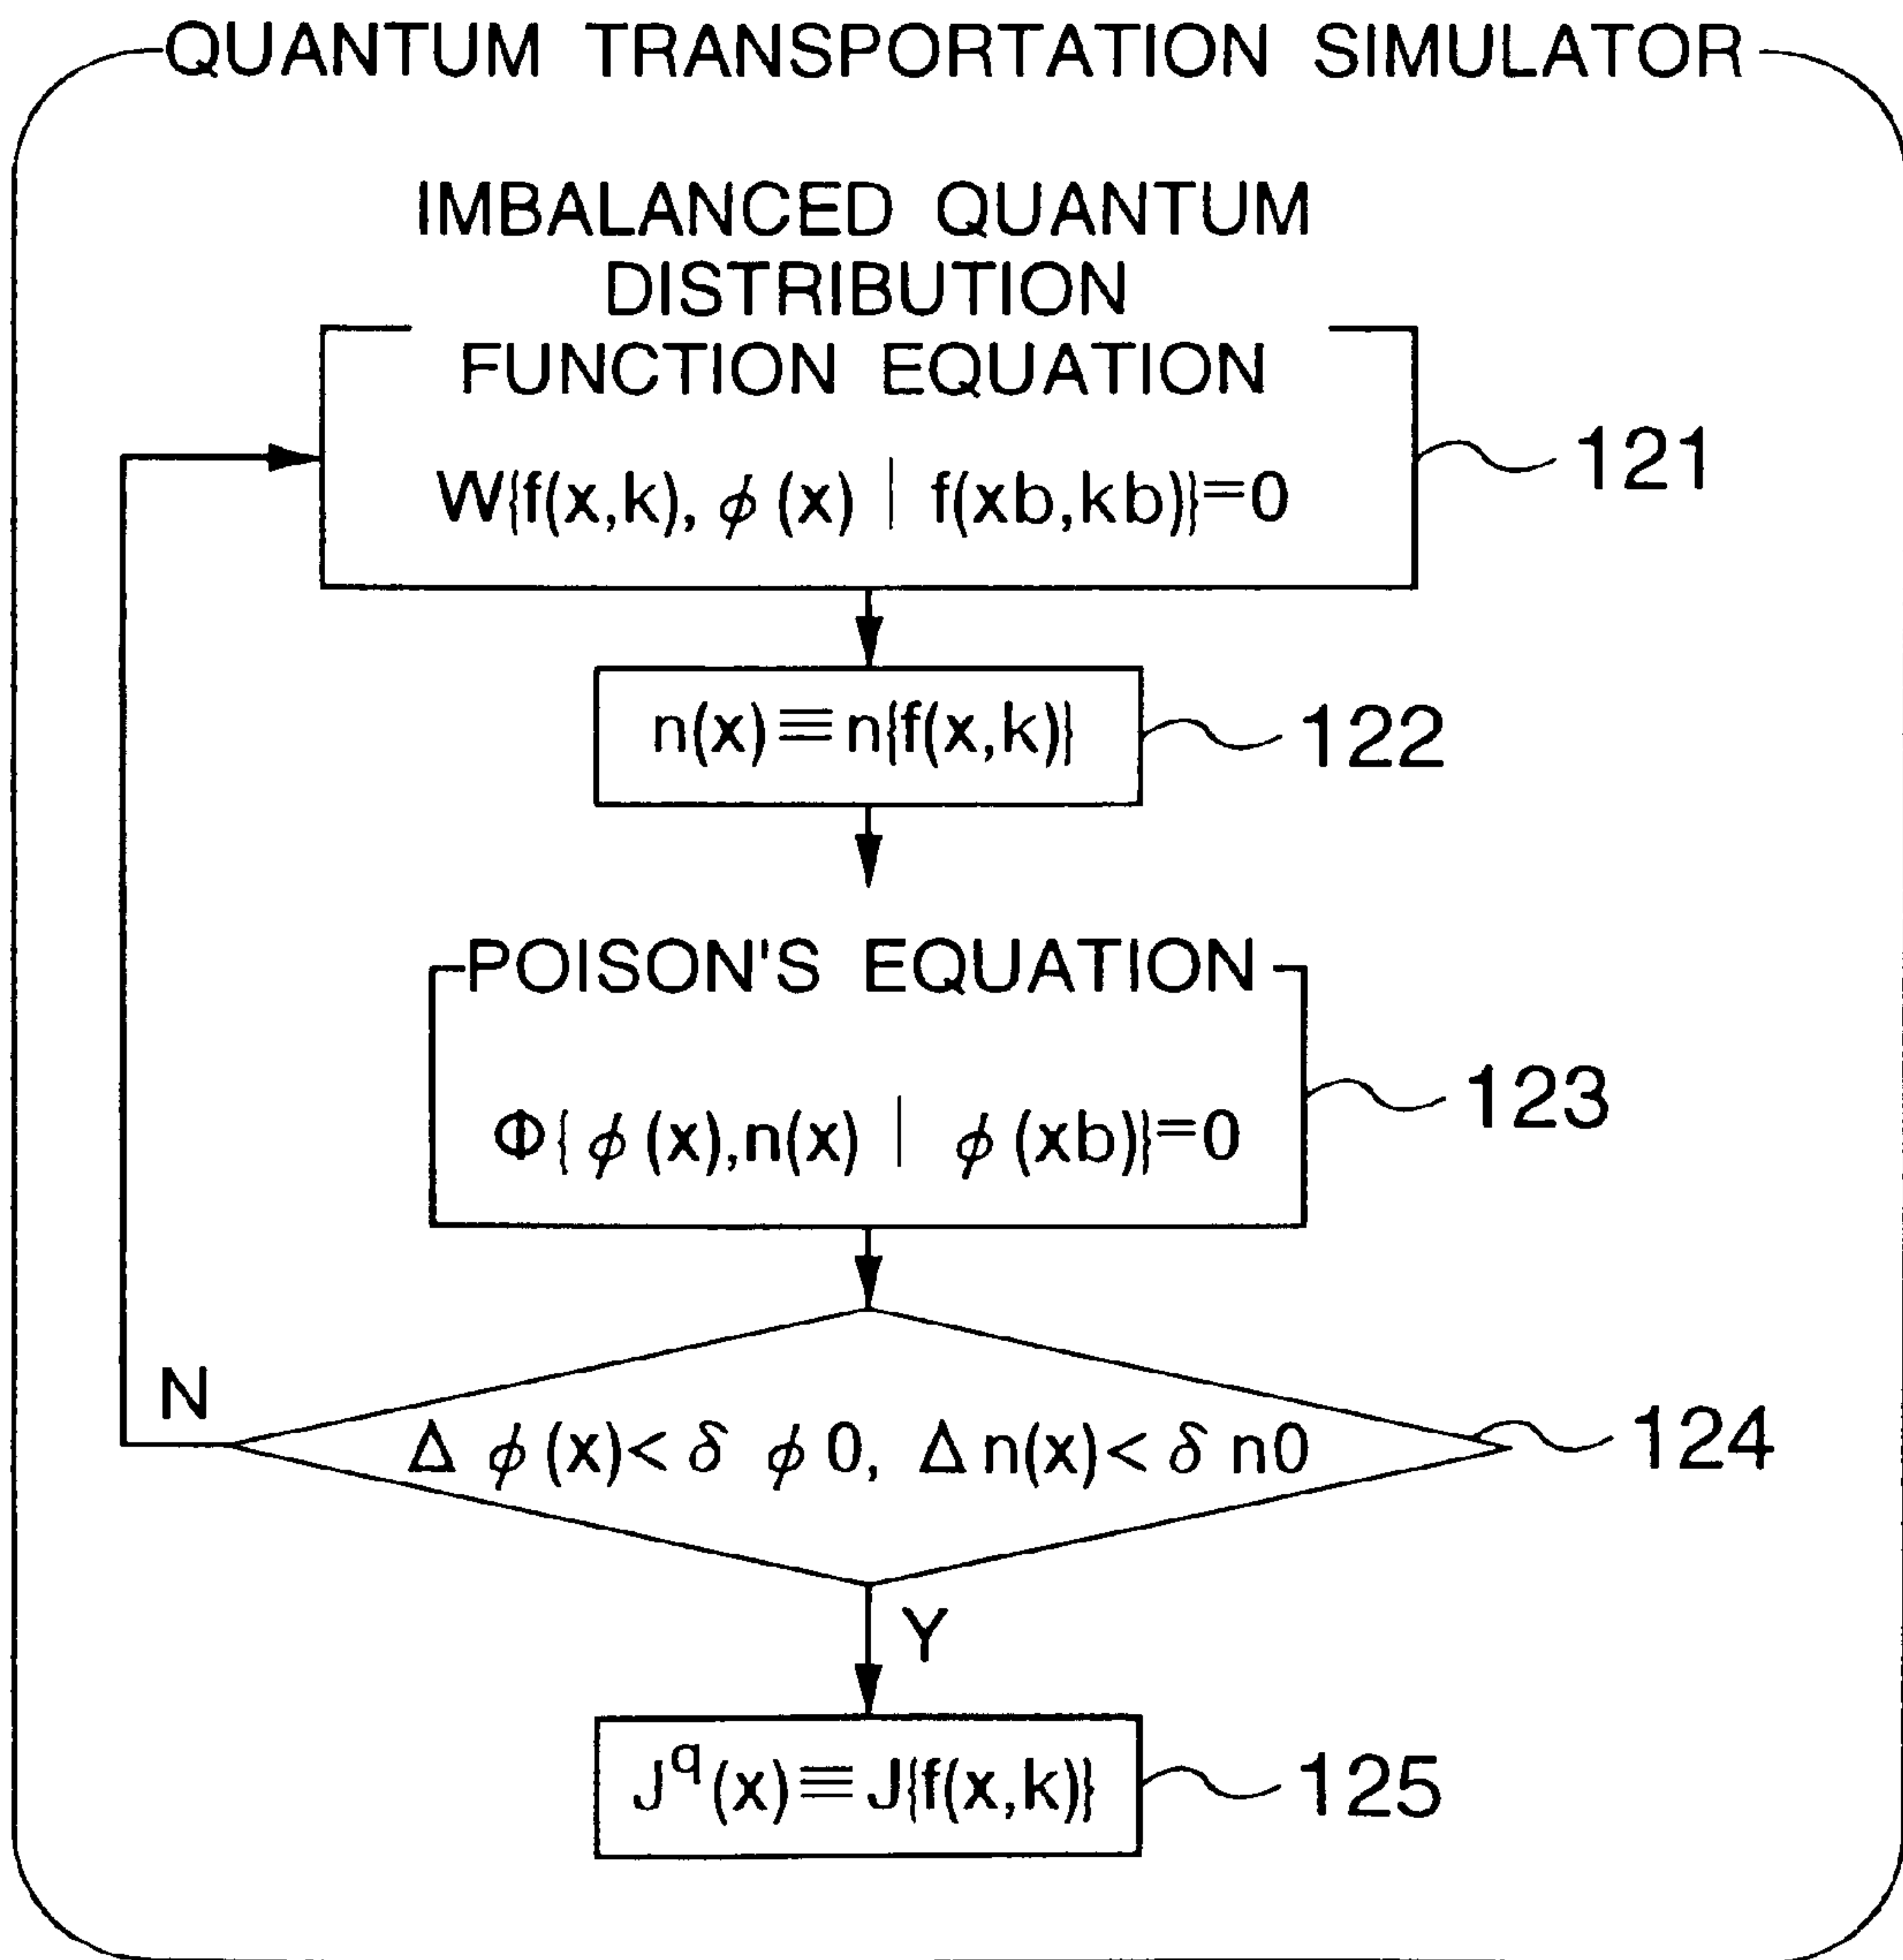 QUANTUM TRANSPORTATION SIMULATOR
IMBALANCED QUANTUM
DISTRIBUTION
FUNCTION EQUATION
W{f(x,k), ϕ(x) | f(xb,kb)}=0
121
n(x)≡n{f(x,k)}
122
POISON'S EQUATION
Φ{ϕ(x),n(x) | ϕ(xb)}=0
123
N
Δϕ(x)<δϕ0, Δn(x)<δn0
124
Y
J^q(x)≡J{f(x,k)}
125